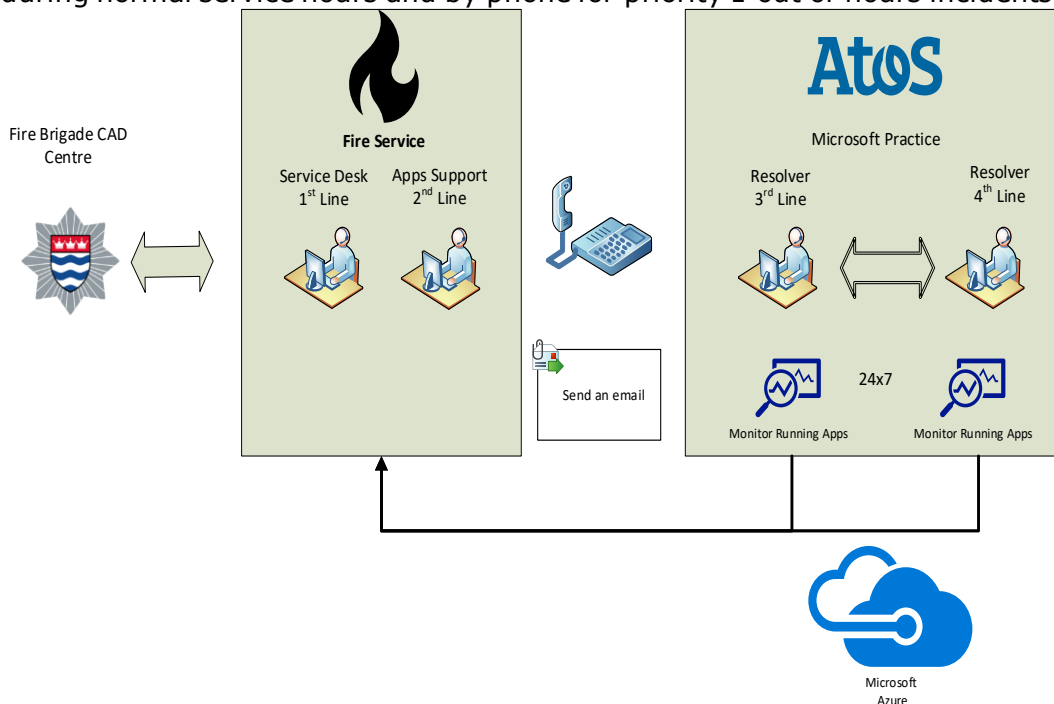 during normal service hours and by phone for priority 1 out of hours incidents
Fire Brigade CAD
Centre
Fire Service
Service Desk
1st Line
Apps Support
2nd Line
Send an email
Atos
Microsoft Practice
Resolver
3rd Line
Resolver
4th Line
24x7
Monitor Running Apps
Monitor Running Apps
Microsoft
Azure